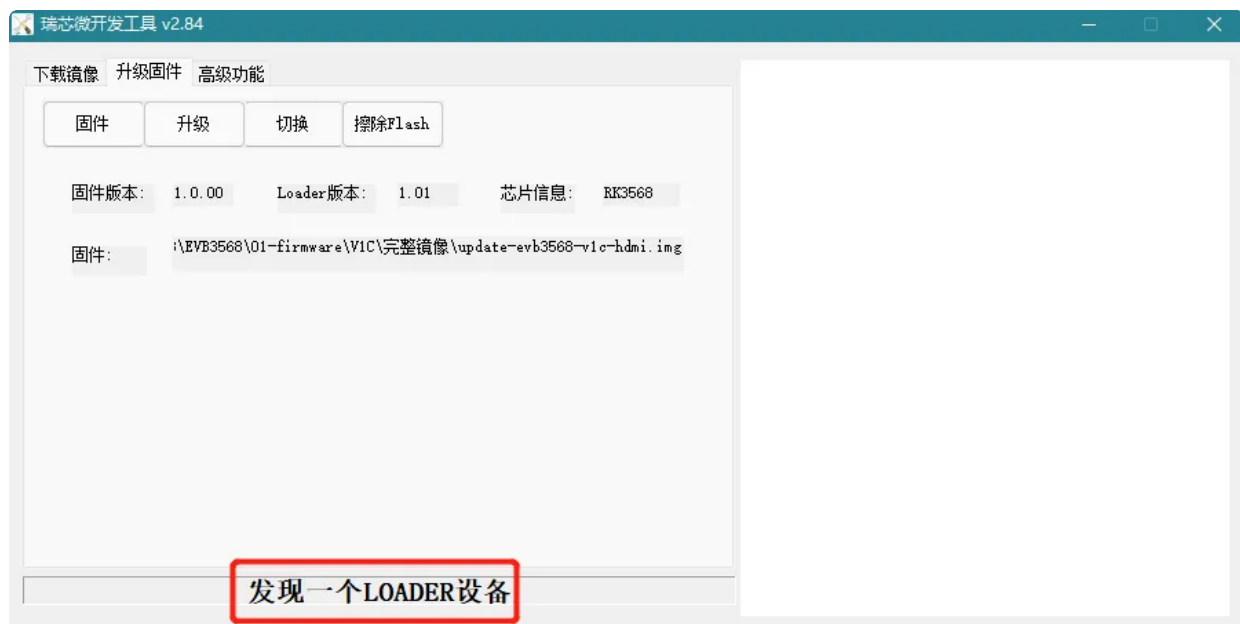 瑞芯微开发工具 v2.84
下载镜像 升级固件 高级功能
固件 升级 切换 擦除Flash
固件版本: 1.0.00 Loader版本: 1.01 芯片信息: RK3568
固件: :\EVB3568\01-firmware\V1C\完整镜像\update-evb3568-v1c-hdmi.img
发现一个LOADER设备